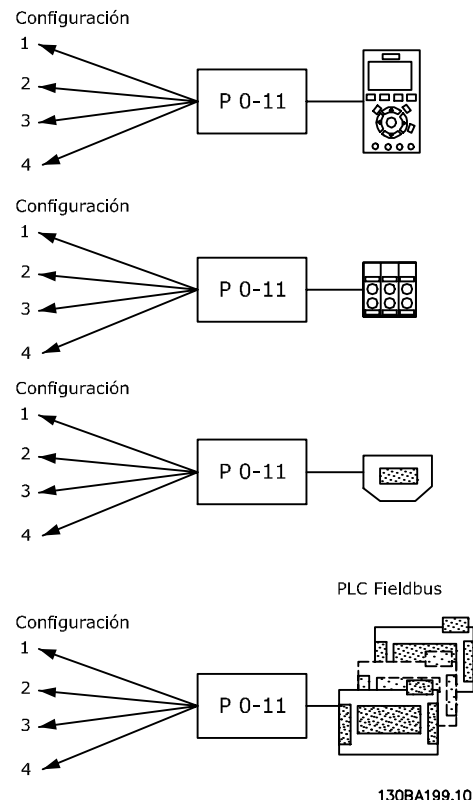 Configuración
1
2
3
4
P 0-11
Configuración
1
2
3
4
P 0-11
Configuración
1
2
3
4
P 0-11
PLC Fieldbus
Configuración
1
2
3
4
P 0-11
130BA199.10